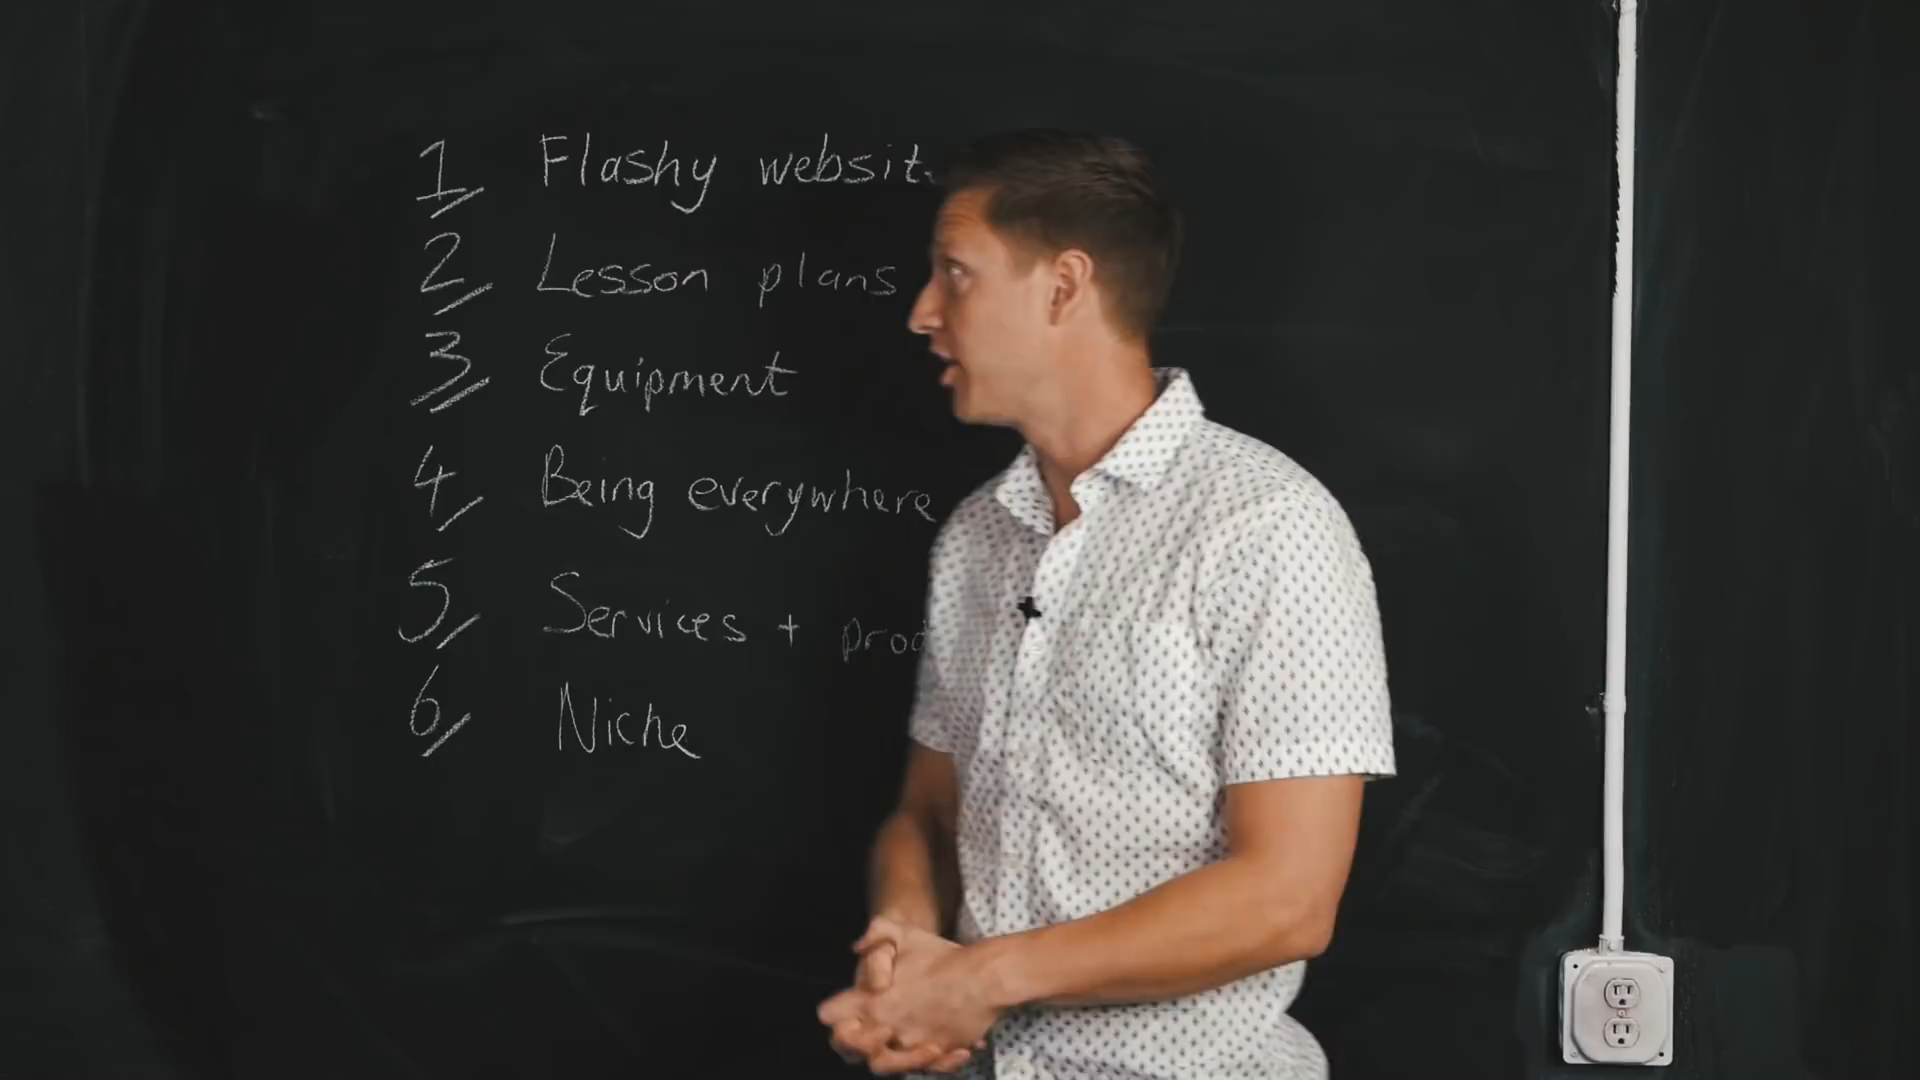 1 Flashy websit
2 Lesson plans
3 Equipment
4 Being everywhere
5 Services + prod
6 Niche